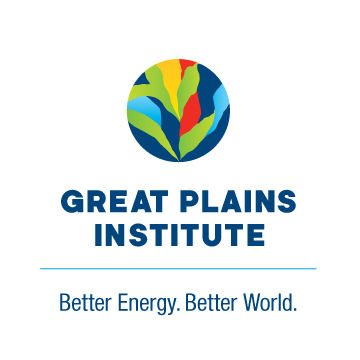 GREAT PLAINS
INSTITUTE
Better Energy. Better World.